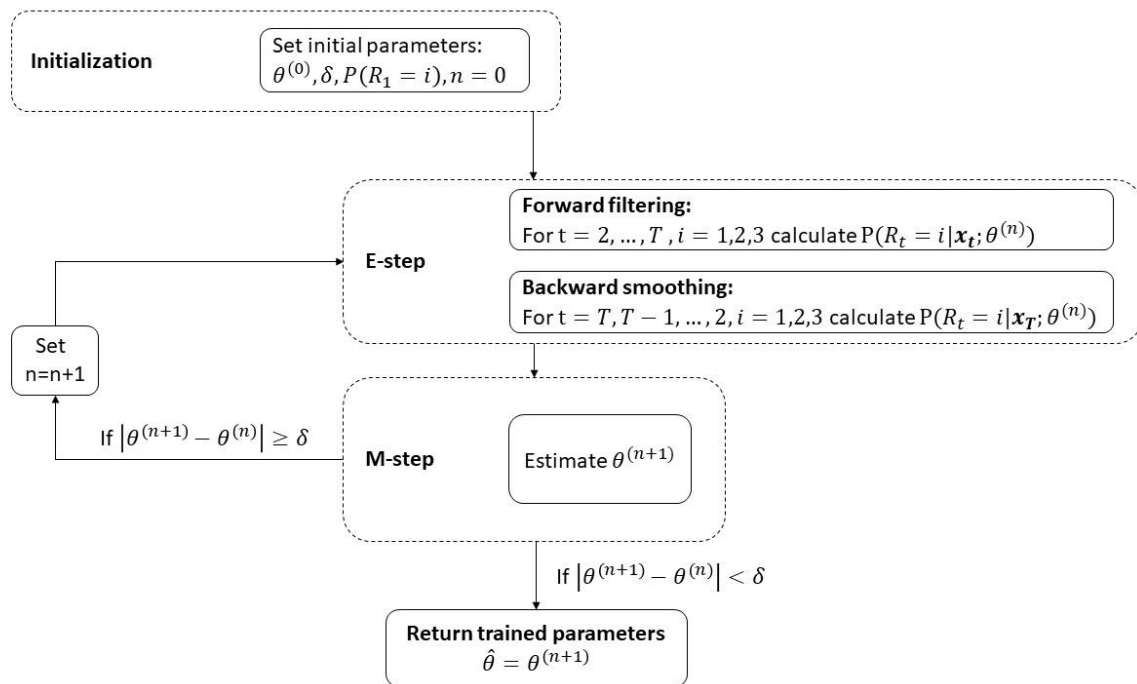 Initialization
Set initial parameters:
θ^(0), δ, P(R₁ = i), n = 0
Forward filtering:
For t = 2, … , T , i = 1,2,3 calculate P(R_t = i|x_t; θ^(n))
E-step
Backward smoothing:
For t = T, T − 1, … , 2, i = 1,2,3 calculate P(R_t = i|x_T; θ^(n))
Set
n=n+1
If |θ^(n+1) − θ^(n)| ≥ δ
M-step
Estimate θ^(n+1)
If |θ^(n+1) − θ^(n)| < δ
Return trained parameters
θ̂ = θ^(n+1)